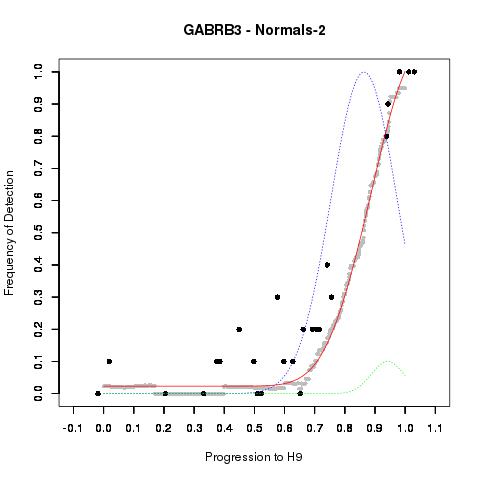 GABRB3 - Normals-2
Frequency of Detection
1.0
0.9
0.8
0.7
0.6
0.5
0.4
0.3
0.2
0.1
0.0
-0.1 0.0 0.1 0.2 0.3 0.4 0.5 0.6 0.7 0.8 0.9 1.0 1.1
Progression to H9